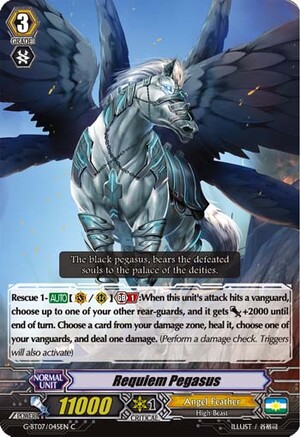 3
GRADE
The black pegasus, bears the defeated
souls to the palace of the deities.
Rescue 1- AUTO / 1 GB 1 :When this unit's attack hits a vanguard,
choose up to one of your other rear-guards, and it gets +2000 until
end of turn. Choose a card from your damage zone, heal it, choose one of
your vanguards, and deal one damage. (Perform a damage check. Triggers
will also activate)
NORMAL
UNIT
Requiem Pegasus
POWER
11000
1
CRITICAL
Angel Feather
High Beast
G-BT07/045EN C
ILLUST /